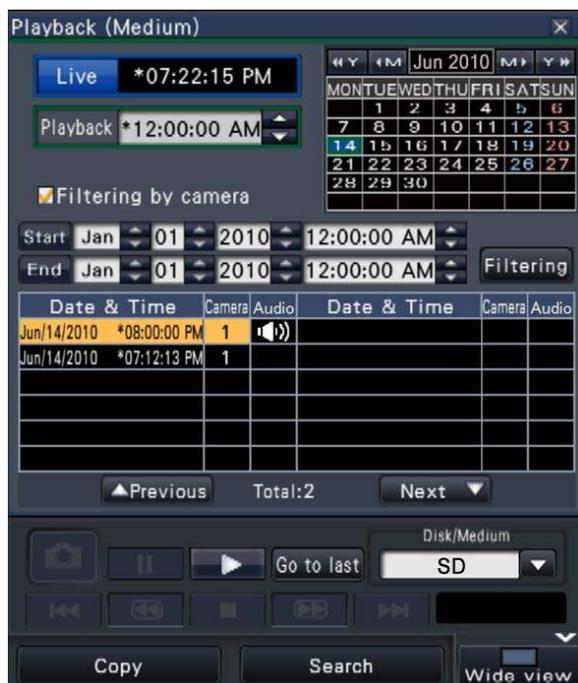 Playback (Medium)
Live *07:22:15 PM
Playback *12:00:00 AM
Y M Jun 2010 M Y
MON TUE WED THU FRI SAT SUN
1 2 3 4 5 6
7 8 9 10 11 12 13
14 15 16 17 18 19 20
21 22 23 24 25 26 27
28 29 30
Filtering by camera
Start Jan 01 2010 12:00:00 AM
End Jan 01 2010 12:00:00 AM
Filtering
Date & Time Camera Audio Date & Time Camera Audio
Jun/14/2010 *08:00:00 PM 1
Jun/14/2010 *07:12:13 PM 1
Previous Total:2 Next
Disk/Medium
Go to last SD
Copy Search Wide view